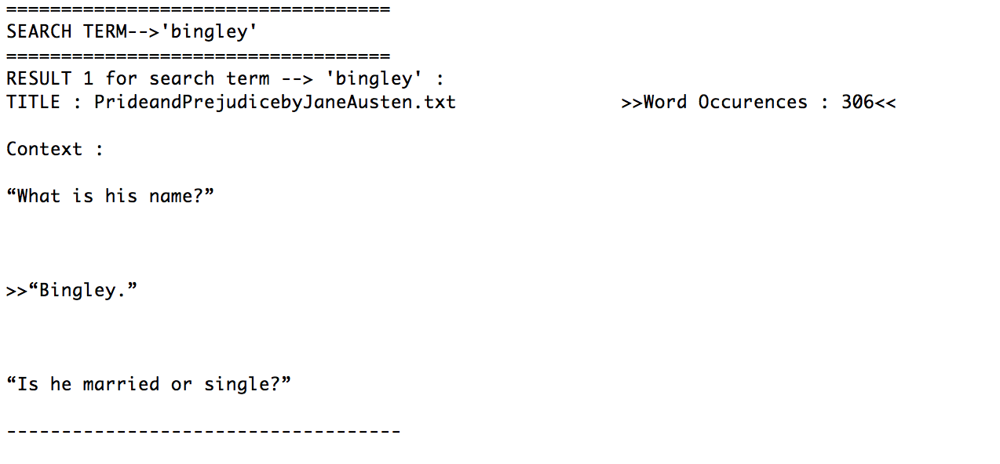 ===================================
SEARCH TERM-->'bingley'
===================================
RESULT 1 for search term --> 'bingley' :
TITLE : PrideandPrejudicebyJaneAusten.txt               >>Word Occurences : 306<<
Context :
“What is his name?”
>>“Bingley.”
“Is he married or single?”
------------------------------------